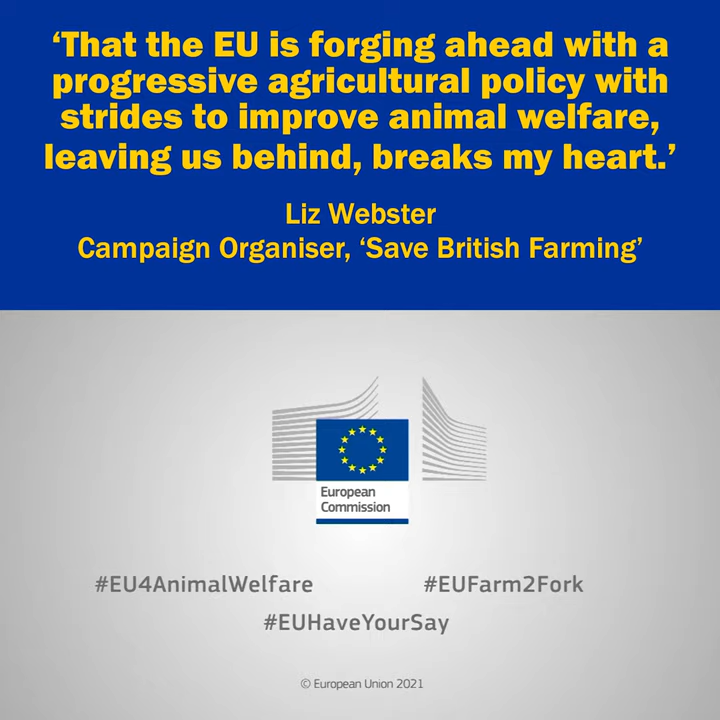 ‘That the EU is forging ahead with a
progressive agricultural policy with
strides to improve animal welfare,
leaving us behind, breaks my heart.’
Liz Webster
Campaign Organiser, ‘Save British Farming’
European
Commission
#EU4AnimalWelfare #EUFarm2Fork
#EUHaveYourSay
© European Union 2021